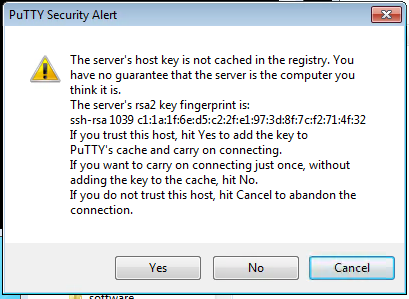 PuTTY Security Alert
The server's host key is not cached in the registry. You
have no guarantee that the server is the computer you
think it is.
The server's rsa2 key fingerprint is:
ssh-rsa 1039 c1:1a:1f:6e:d5:c2:2f:e1:97:3d:8f:7c:f2:71:4f:32
If you trust this host, hit Yes to add the key to
PuTTY's cache and carry on connecting.
If you want to carry on connecting just once, without
adding the key to the cache, hit No.
If you do not trust this host, hit Cancel to abandon the
connection.
Yes No Cancel
software